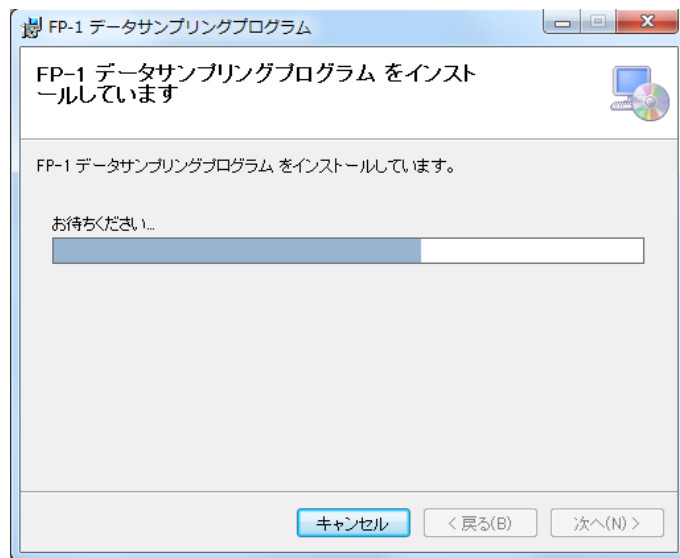 FP-1 データサンプリングプログラム
FP-1 データサンプリングプログラム をインスト
ールしています
FP-1 データサンプリングプログラム をインストールしています。
お待ちください...
キャンセル
< 戻る(B)
次へ(N) >